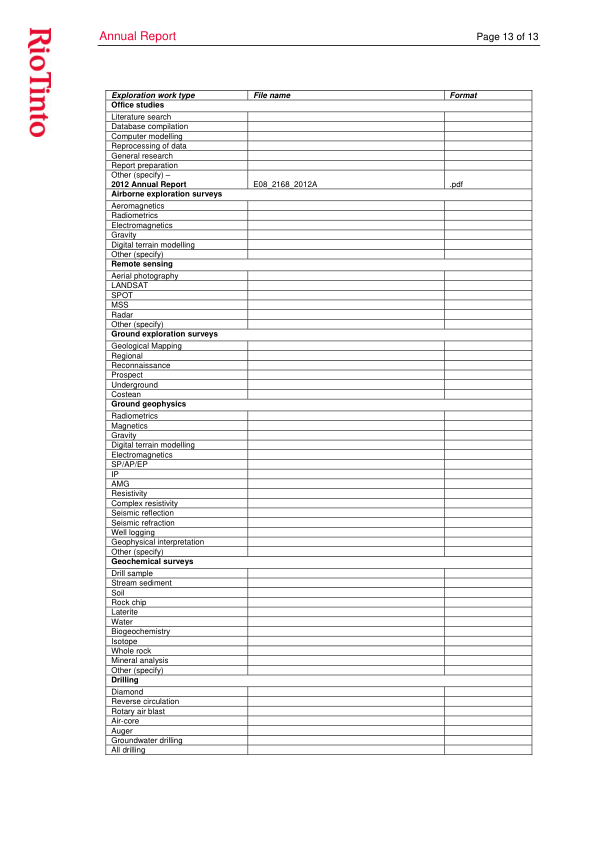 RioTinto
Annual Report Page 13 of 13
Exploration work type File name Format
Office studies
Literature search
Database compilation
Computer modelling
Reprocessing of data
General research
Report preparation
Other (specify) –
2012 Annual Report E08_2168_2012A .pdf
Airborne exploration surveys
Aeromagnetics
Radiometrics
Electromagnetics
Gravity
Digital terrain modelling
Other (specify)
Remote sensing
Aerial photography
LANDSAT
SPOT
MSS
Radar
Other (specify)
Ground exploration surveys
Geological Mapping
Regional
Reconnaissance
Prospect
Underground
Costean
Ground geophysics
Radiometrics
Magnetics
Gravity
Digital terrain modelling
Electromagnetics
SP/AP/EP
IP
AMG
Resistivity
Complex resistivity
Seismic reflection
Seismic refraction
Well logging
Geophysical interpretation
Other (specify)
Geochemical surveys
Drill sample
Stream sediment
Soil
Rock chip
Laterite
Water
Biogeochemistry
Isotope
Whole rock
Mineral analysis
Other (specify)
Drilling
Diamond
Reverse circulation
Rotary air blast
Air-core
Auger
Groundwater drilling
All drilling